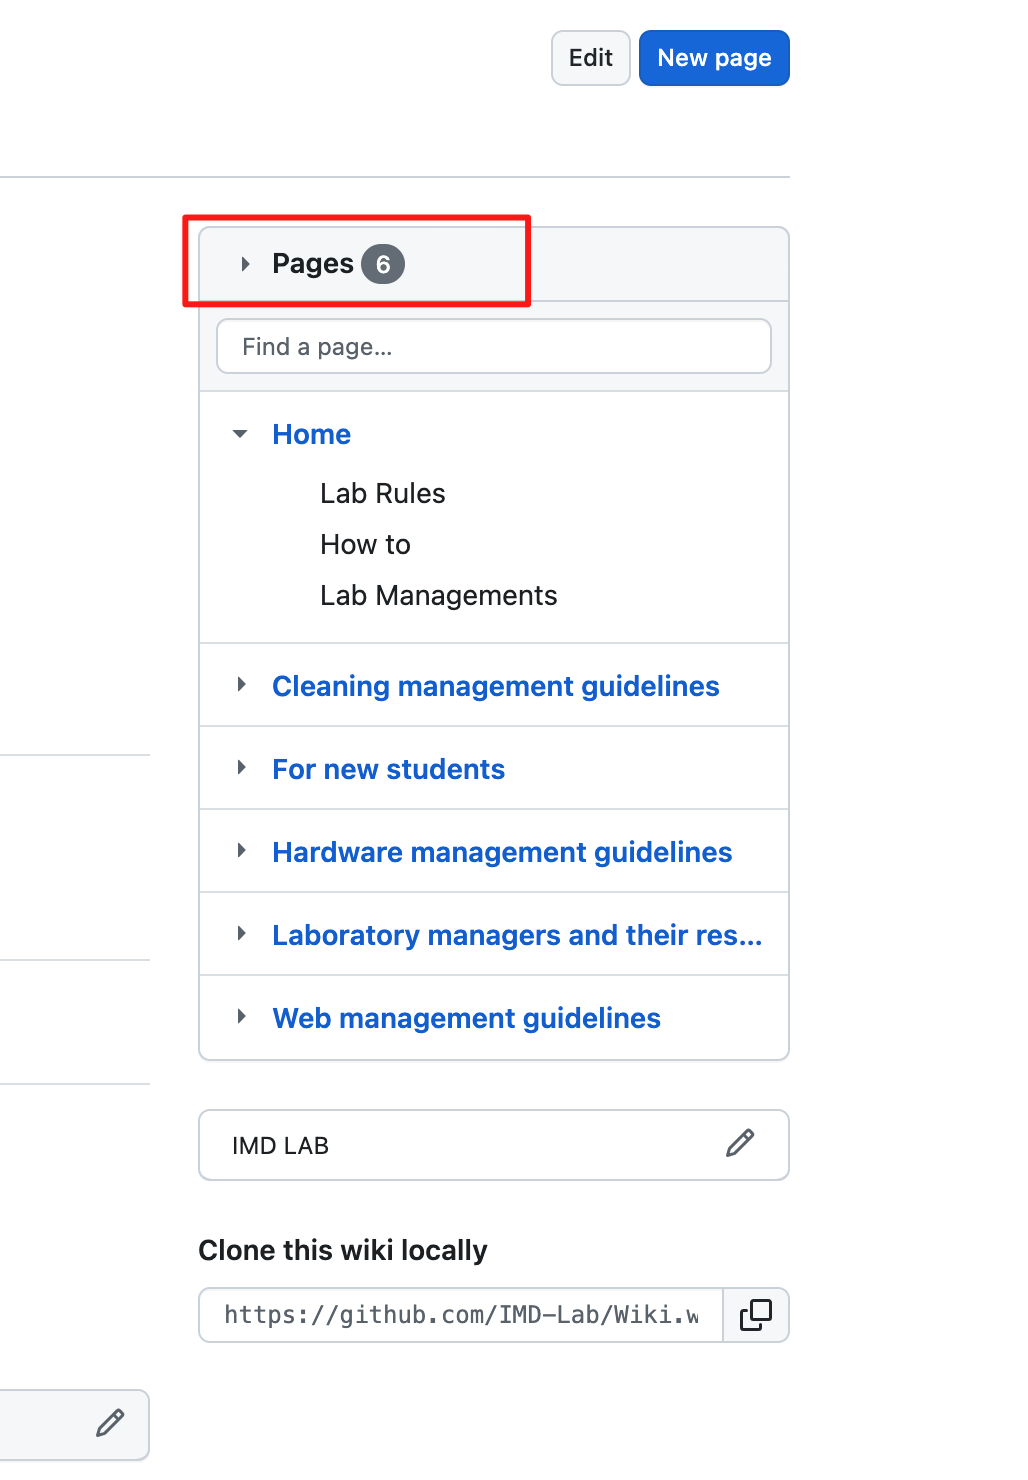 Edit
New page
Pages 6
Find a page...
Home
Lab Rules
How to
Lab Managements
Cleaning management guidelines
For new students
Hardware management guidelines
Laboratory managers and their res...
Web management guidelines
IMD LAB
Clone this wiki locally
https://github.com/IMD-Lab/Wiki.w